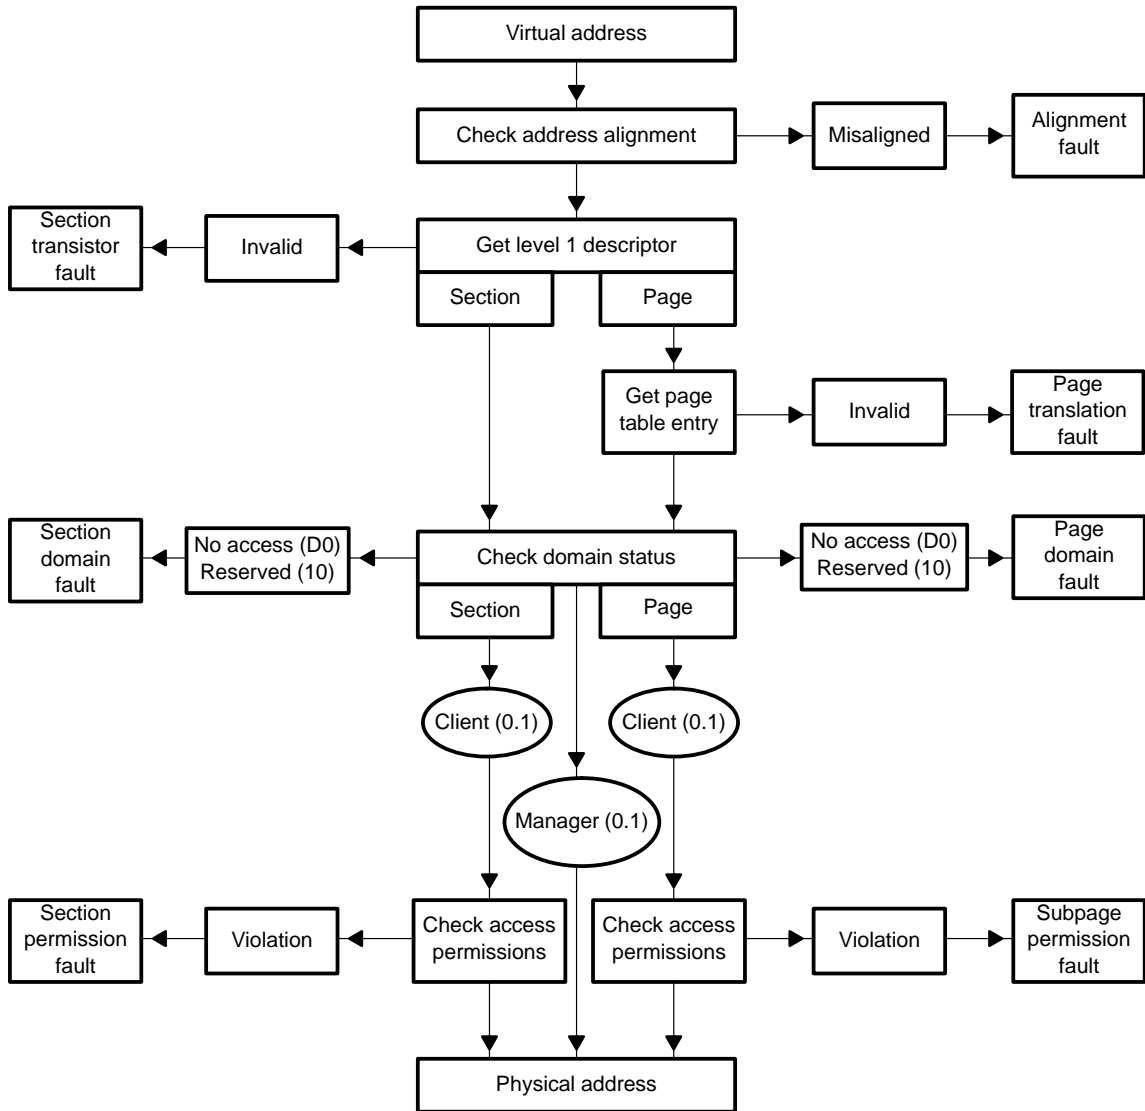 Virtual address
Check address alignment
Misaligned
Alignment
fault
Section
transistor
fault
Invalid
Get level 1 descriptor
Section
Page
Get page
table entry
Invalid
Page
translation
fault
Section
domain
fault
No access (D0)
Reserved (10)
Check domain status
No access (D0)
Reserved (10)
Page
domain
fault
Section
Page
Client (0.1)
Client (0.1)
Manager (0.1)
Section
permission
fault
Violation
Check access
permissions
Check access
permissions
Violation
Subpage
permission
fault
Physical address